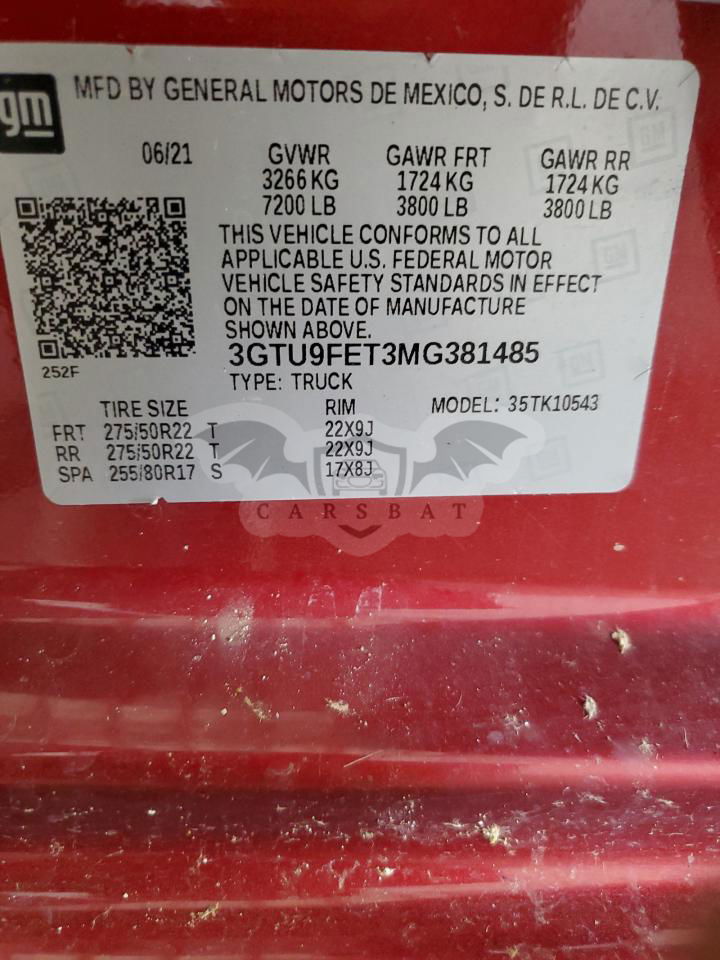 gm
MFD BY GENERAL MOTORS DE MEXICO, S. DE R.L. DE C.V.
06/21 GVWR GAWR FRT GAWR RR
3266 KG 1724 KG 1724 KG
7200 LB 3800 LB 3800 LB
THIS VEHICLE CONFORMS TO ALL
APPLICABLE U.S. FEDERAL MOTOR
VEHICLE SAFETY STANDARDS IN EFFECT
ON THE DATE OF MANUFACTURE
SHOWN ABOVE.
3GTU9FET3MG381485
252F
TYPE: TRUCK
TIRE SIZE RIM MODEL: 35TK10543
FRT 275/50R22 T 22X9J
RR 275/50R22 T 22X9J
SPA 255/80R17 S 17X8J
CARSBAT